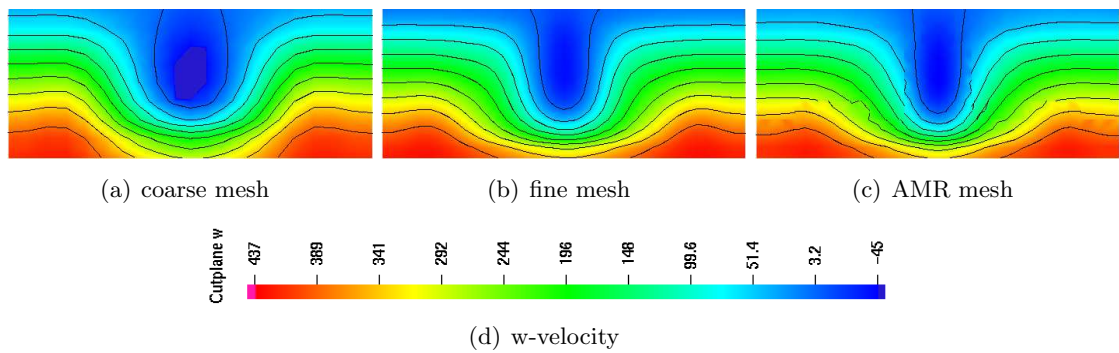 (a) coarse mesh
(b) fine mesh
(c) AMR mesh
Cutplane w
437
389
341
292
244
196
148
99.6
51.4
3.2
-45
(d) w-velocity